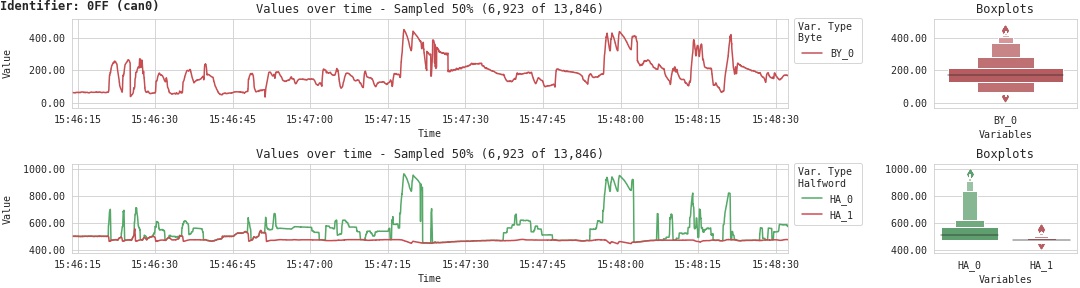 Identifier: 0FF (can0)
Values over time - Sampled 50% (6,923 of 13,846)
Boxplots
Value
400.00
200.00
0.00
15:46:15
15:46:30
15:46:45
15:47:00
15:47:15
15:47:30
15:47:45
15:48:00
15:48:15
15:48:30
Time
Var. Type
Byte
BY_0
400.00
200.00
0.00
BY_0
Variables
Values over time - Sampled 50% (6,923 of 13,846)
Boxplots
Value
1000.00
800.00
600.00
400.00
15:46:15
15:46:30
15:46:45
15:47:00
15:47:15
15:47:30
15:47:45
15:48:00
15:48:15
15:48:30
Time
Var. Type
Halfword
HA_0
HA_1
1000.00
800.00
600.00
400.00
HA_0
HA_1
Variables